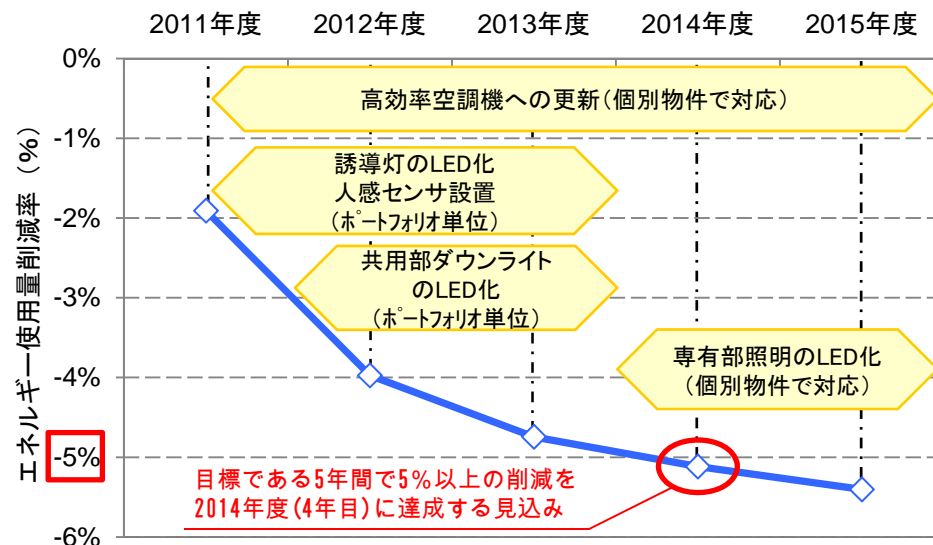 2011年度 2012年度 2013年度 2014年度 2015年度
0%
-1%
-2%
-3%
-4%
-5%
-6%
エネルギー使用量削減率（%）
高効率空調機への更新(個別物件で対応)
誘導灯のLED化
人感センサ設置
(ﾎﾟｰﾄﾌｫﾘｵ単位)
共用部ダウンライト
のLED化
(ﾎﾟｰﾄﾌｫﾘｵ単位)
専有部照明のLED化
(個別物件で対応)
目標である5年間で5%以上の削減を
2014年度(4年目)に達成する見込み